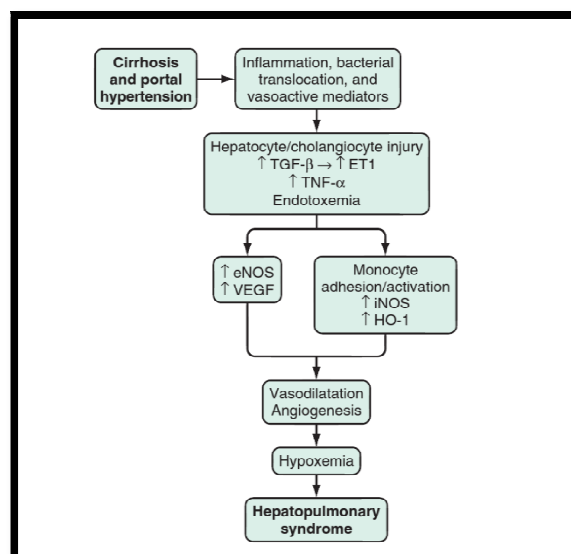 Cirrhosis
and portal
hypertension
Inflammation, bacterial
translocation, and
vasoactive mediators
Hepatocyte/cholangiocyte injury
↑ TGF-β → ↑ ET1
↑ TNF-α
Endotoxemia
↑ eNOS
↑ VEGF
Monocyte
adhesion/activation
↑ iNOS
↑ HO-1
Vasodilatation
Angiogenesis
Hypoxemia
Hepatopulmonary
syndrome